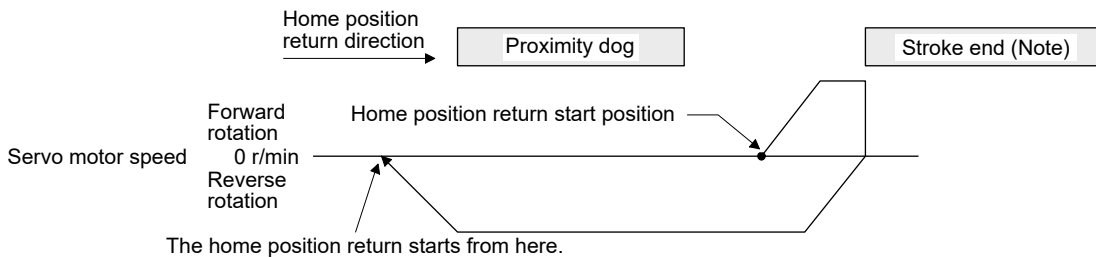 Home position
return direction
Proximity dog
Stroke end (Note)
Forward
rotation
Home position return start position
Servo motor speed
0 r/min
Reverse
rotation
The home position return starts from here.